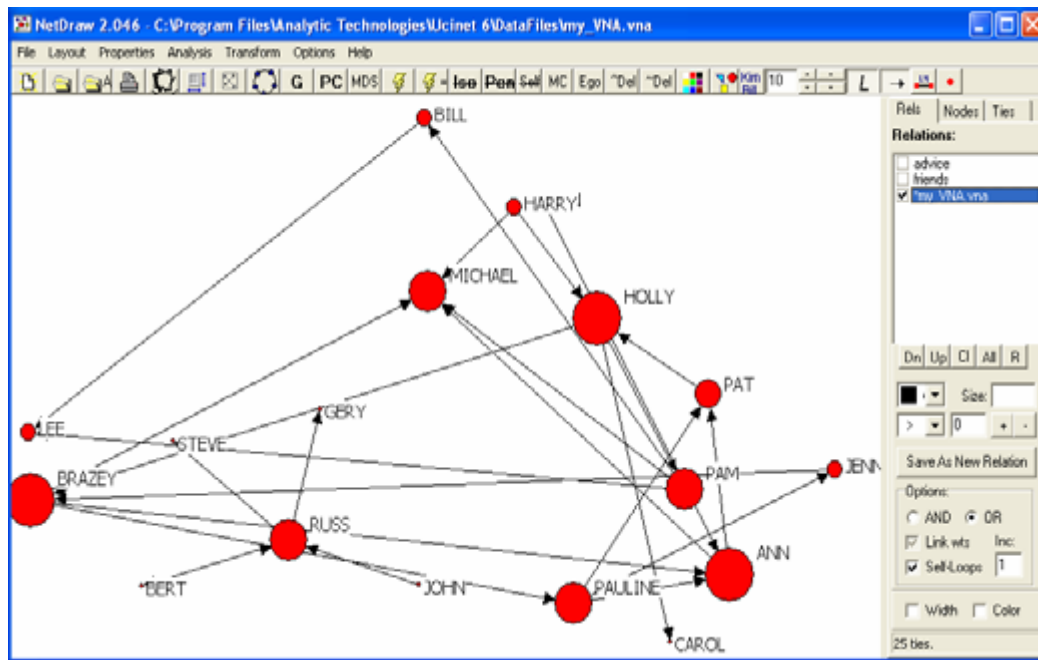 NetDraw 2.046 - C:\Program Files\Analytic Technologies\Ucinet 6\DataFiles\my_VNA.vna
File Layout Properties Analysis Transform Options Help
G PC MDS = Iso Pen Self MC Ego ~Del ~Del 10 L
Rels Nodes Ties
Relations:
advice
friends
*my_VNA.vna
BILL
HARRY
MICHAEL
HOLLY
PAT
GERY
LEE
STEVE
BRAZEY
PAM
JENN
RUSS
ANN
BERT
JOHN
PAULINE
CAROL
Dn Up Cl All R
Size:
> 0 + -
Save As New Relation
Options:
AND OR
Link wts Inc:
Self-Loops 1
Width Color
25 ties.